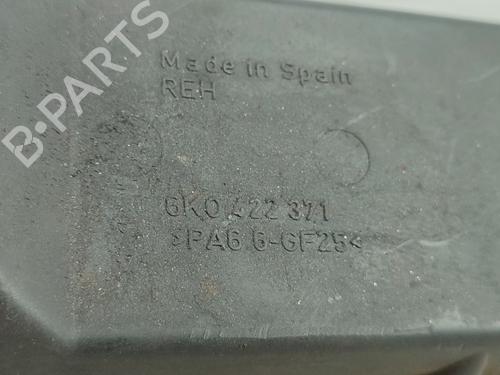 Made in Spain
REH
6K0 422 371
>PA6 6-GF25<
B-PARTS